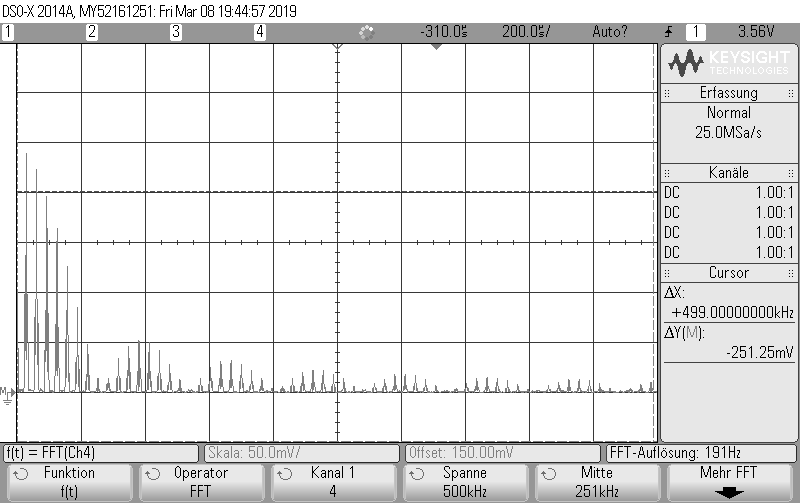 DSO-X 2014A, MY52161251: Fri Mar 08 19:44:57 2019
1 2 3 4 -310.0µs 200.0µs/ Auto? 1 3.56V
KEYSIGHT
TECHNOLOGIES
Erfassung
Normal
25.0MSa/s
Kanäle
DC 1.00:1
DC 1.00:1
DC 1.00:1
DC 1.00:1
Cursor
ΔX:
+499.00000000kHz
ΔY(M):
-251.25mV
M
f(t) = FFT(Ch4) Skala: 50.0mV/ Offset: 150.00mV FFT-Auflösung: 191Hz
Funktion Operator Kanal 1 Spanne Mitte Mehr FFT
f(t) FFT 4 500kHz 251kHz